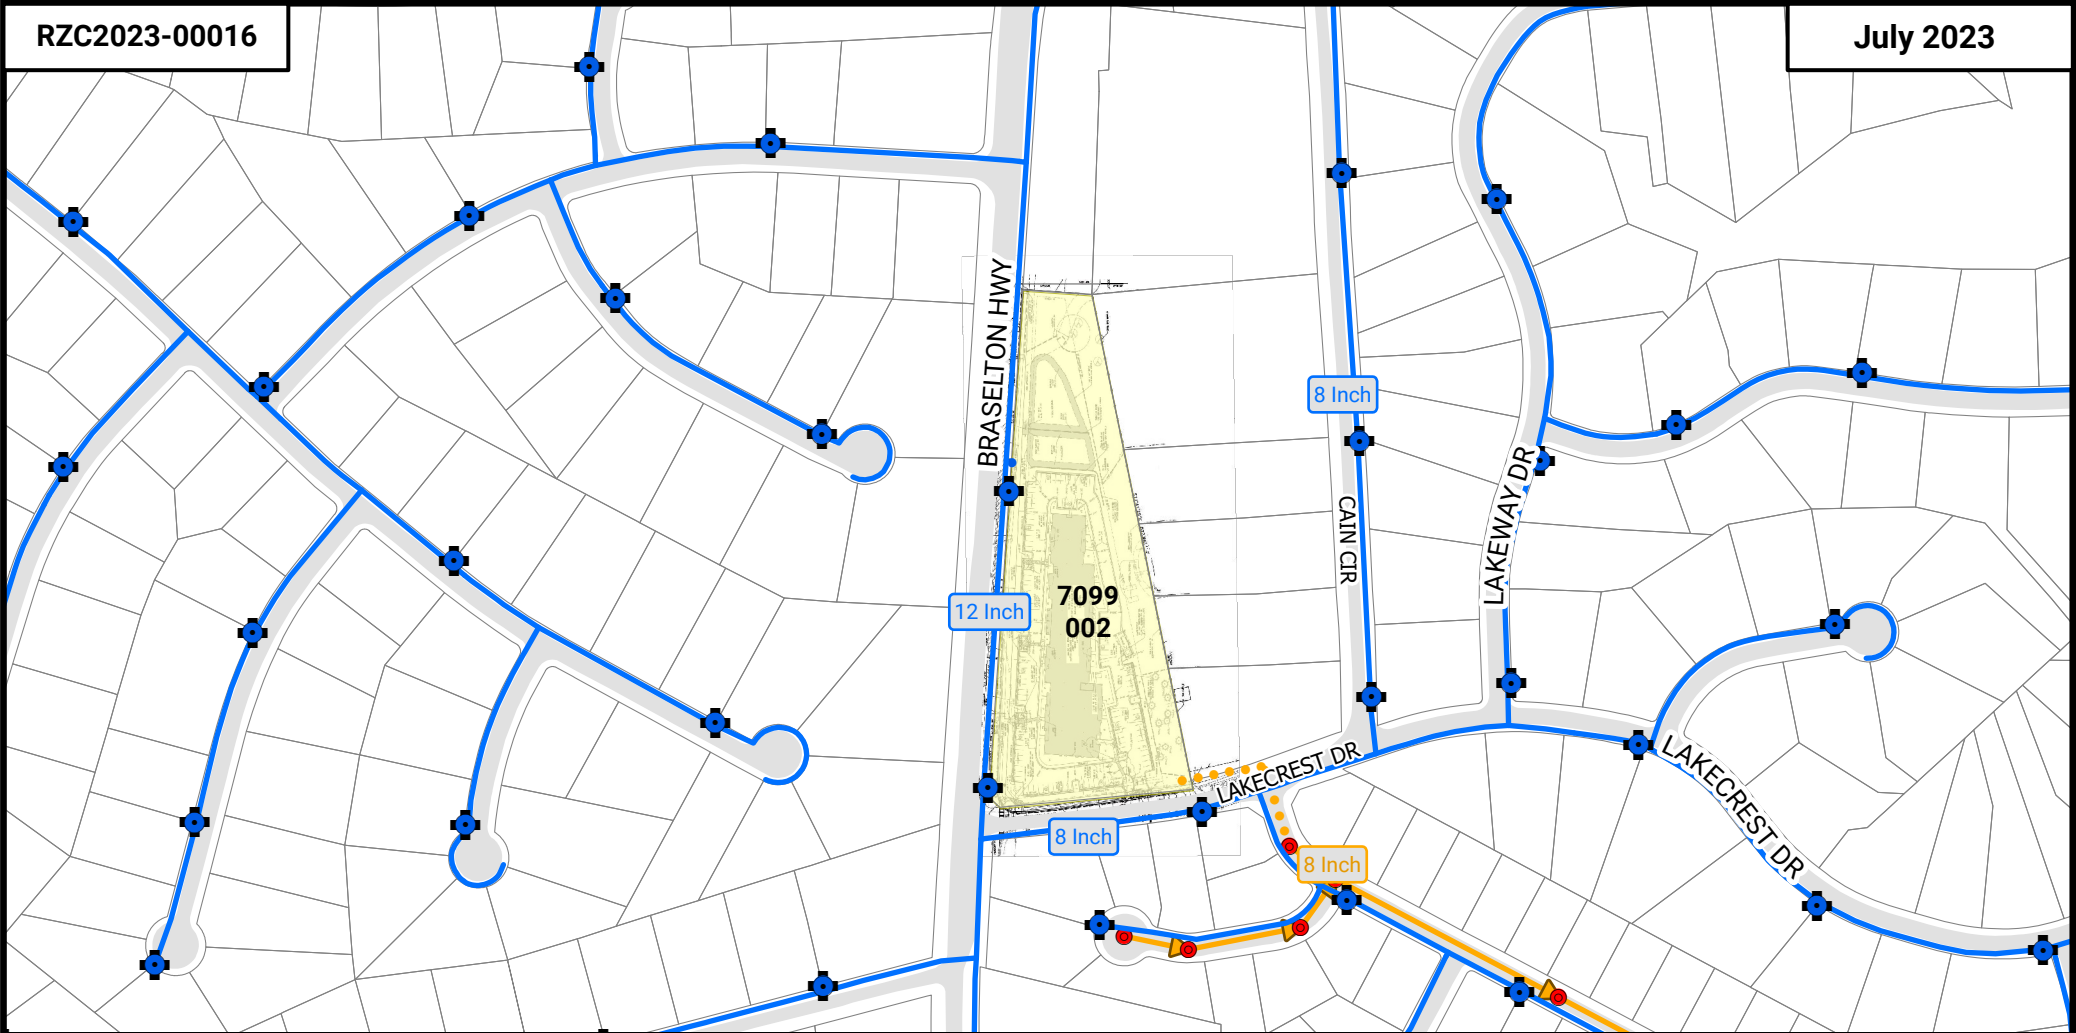 RZC2023-00016
July 2023
BRASELTON HWY
8 Inch
LAKEWAY DR
CAIN CIR
12 Inch
7099
002
LAKECREST DR
LAKECREST DR
8 Inch
8 Inch